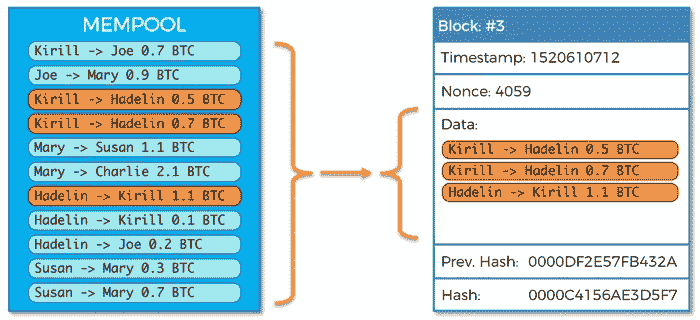 MEMPOOL
Kirill -> Joe 0.7 BTC
Joe -> Mary 0.9 BTC
Kirill -> Hadelin 0.5 BTC
Kirill -> Hadelin 0.7 BTC
Mary -> Susan 1.1 BTC
Mary -> Charlie 2.1 BTC
Hadelin -> Kirill 1.1 BTC
Hadelin -> Kirill 0.1 BTC
Hadelin -> Joe 0.2 BTC
Susan -> Mary 0.3 BTC
Susan -> Mary 0.7 BTC
Block: #3
Timestamp: 1520610712
Nonce: 4059
Data:
Kirill -> Hadelin 0.5 BTC
Kirill -> Hadelin 0.7 BTC
Hadelin -> Kirill 1.1 BTC
Prev. Hash: 0000DF2E57FB432A
Hash: 0000C4156AE3D5F7